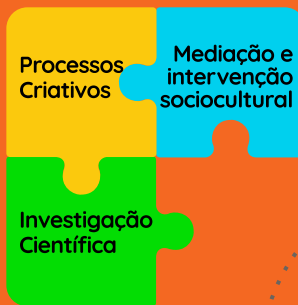 Processos
Criativos
Mediação e
intervenção
sociocultural
Investigação
Científica